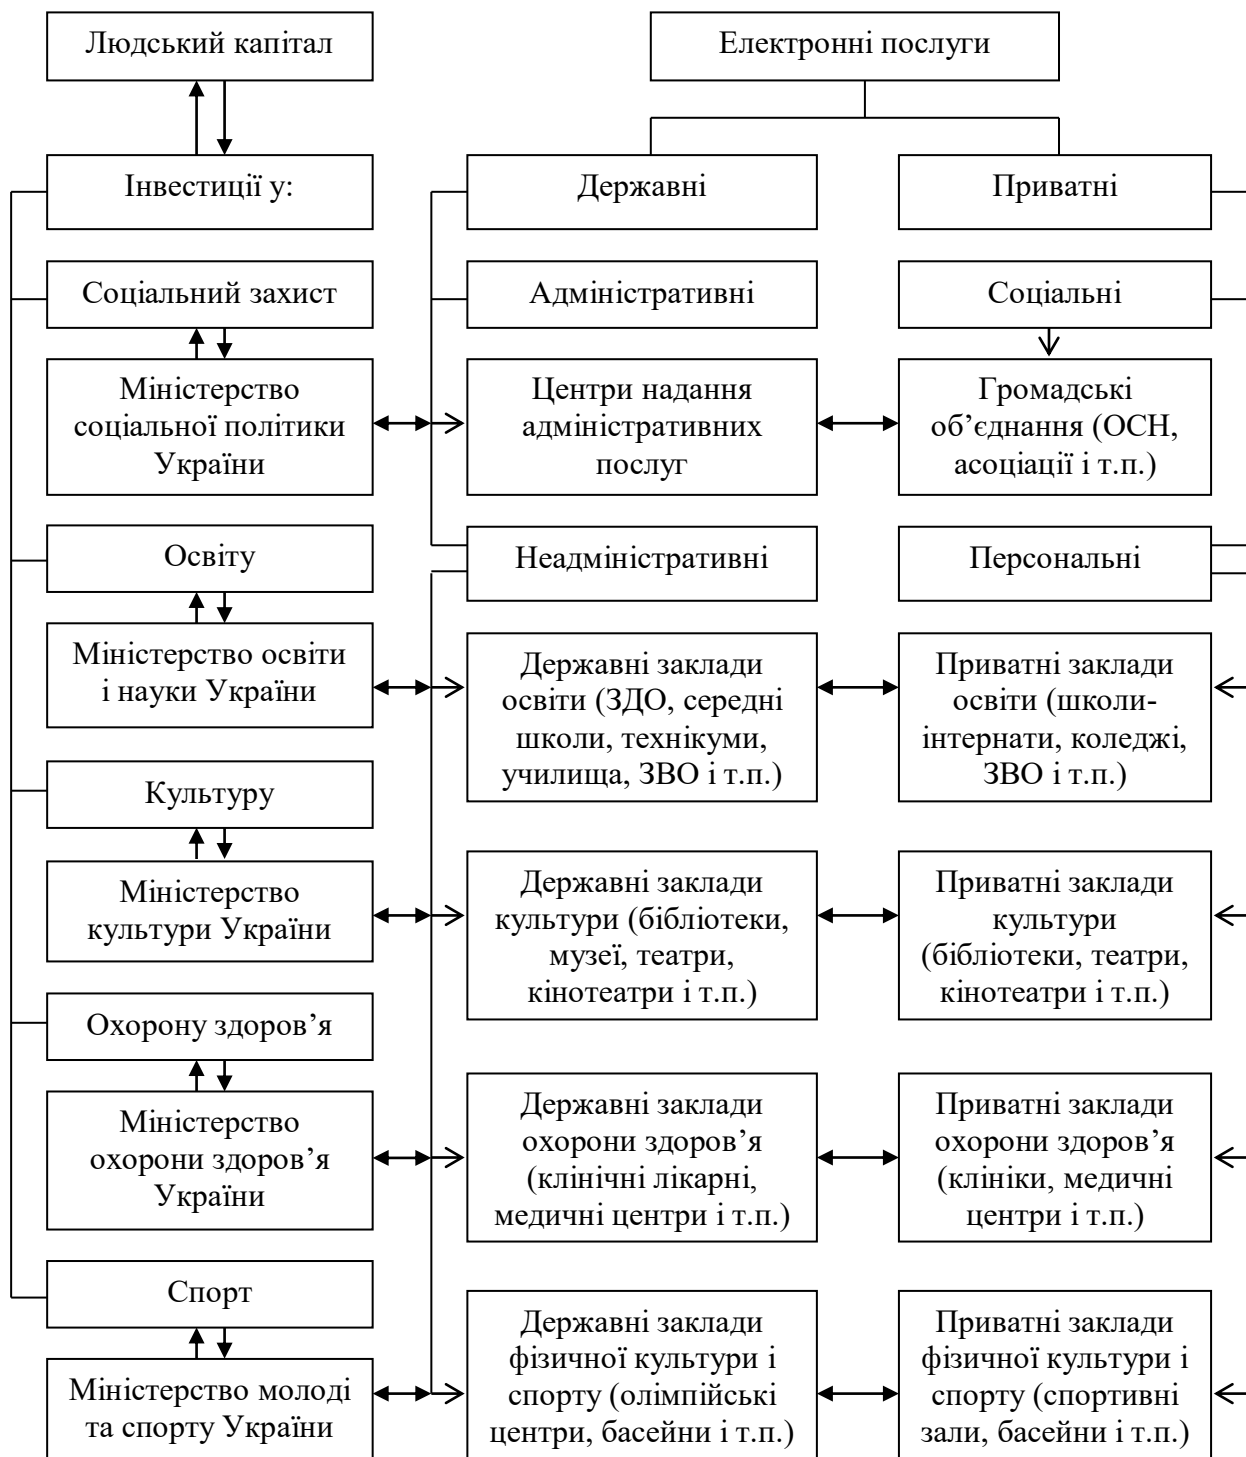 Людський капітал
Електронні послуги
Інвестиції у:
Державні
Приватні
Соціальний захист
Адміністративні
Соціальні
Міністерство
соціальної політики
України
Центри надання
адміністративних
послуг
Громадські
об’єднання (ОСН,
асоціації і т.п.)
Освіту
Неадміністративні
Персональні
Міністерство освіти
і науки України
Державні заклади
освіти (ЗДО, середні
школи, технікуми,
училища, ЗВО і т.п.)
Приватні заклади
освіти (школи-
інтернати, коледжі,
ЗВО і т.п.)
Культуру
Міністерство
культури України
Державні заклади
культури (бібліотеки,
музеї, театри,
кінотеатри і т.п.)
Приватні заклади
культури
(бібліотеки, театри,
кінотеатри і т.п.)
Охорону здоров’я
Міністерство
охорони здоров’я
України
Державні заклади
охорони здоров’я
(клінічні лікарні,
медичні центри і т.п.)
Приватні заклади
охорони здоров’я
(клініки, медичні
центри і т.п.)
Спорт
Міністерство молоді
та спорту України
Державні заклади
фізичної культури і
спорту (олімпійські
центри, басейни і т.п.)
Приватні заклади
фізичної культури і
спорту (спортивні
зали, басейни і т.п.)